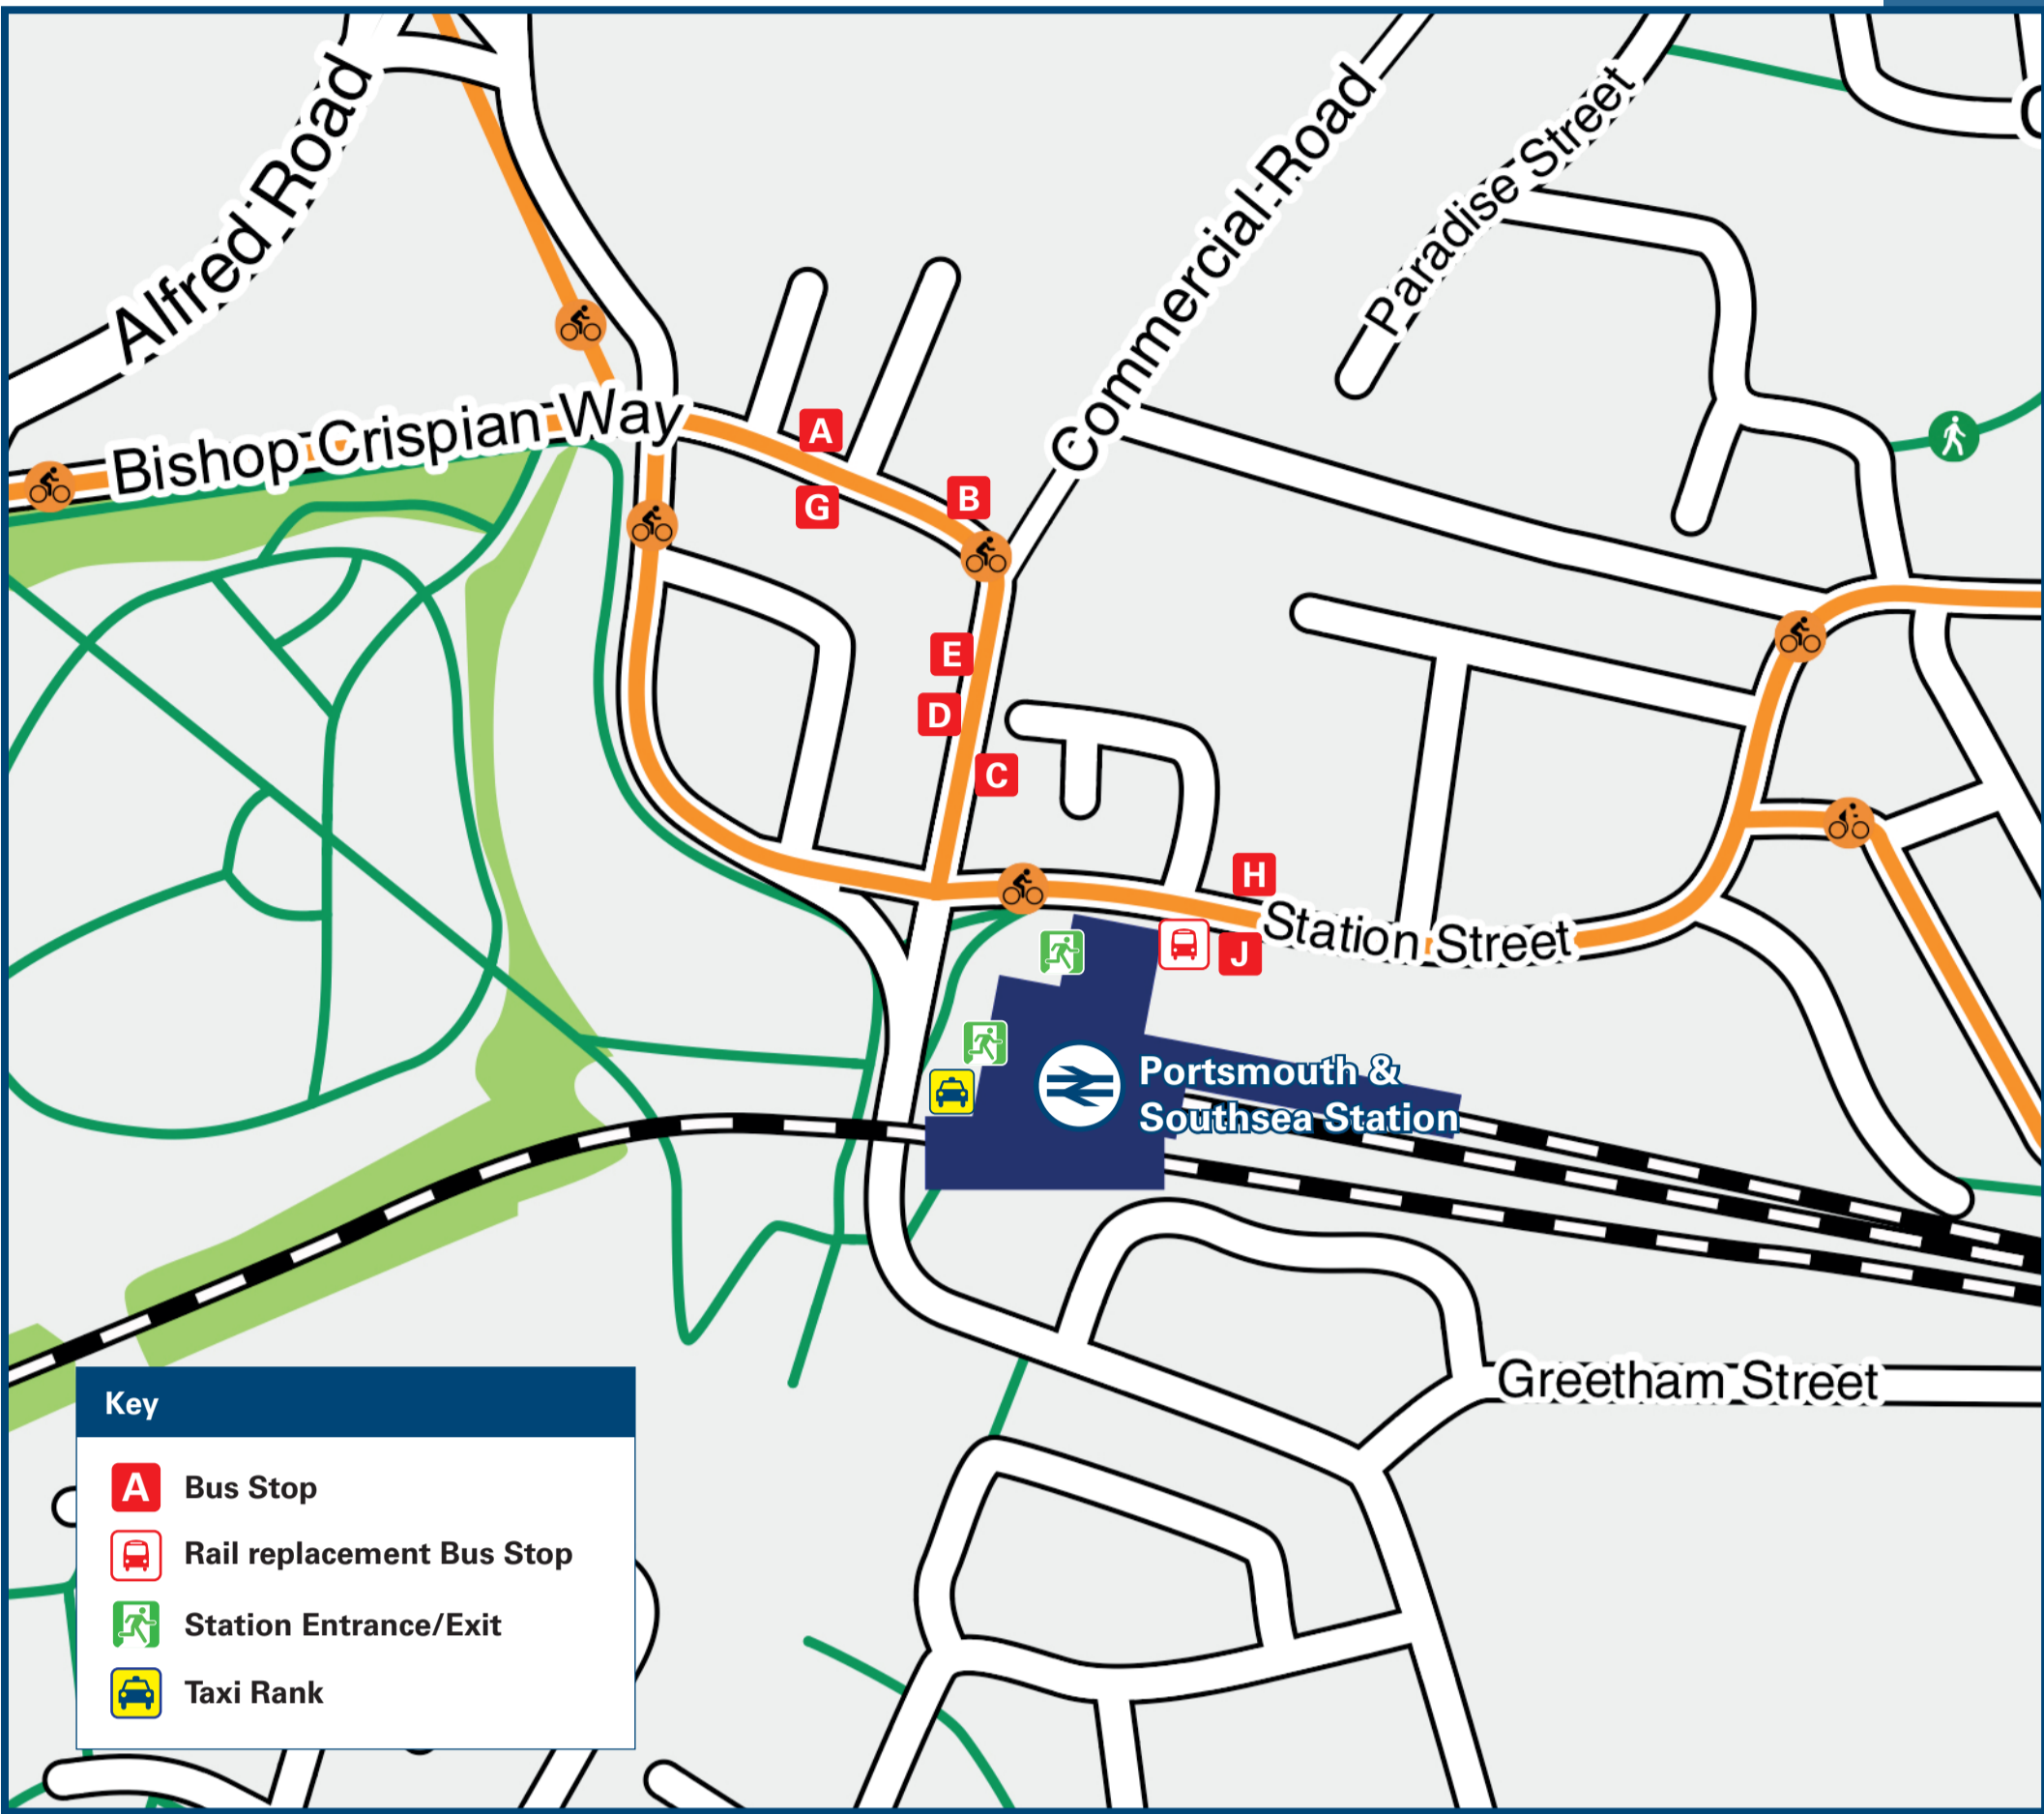 Alfred Road
Commercial Road
Paradise Street
C
Bishop Crispian Way
A
B
G
E
D
C
H
Station Street
J
Portsmouth &
Southsea Station
Greetham Street
Key
A Bus Stop
Rail replacement Bus Stop
Station Entrance/Exit
Taxi Rank